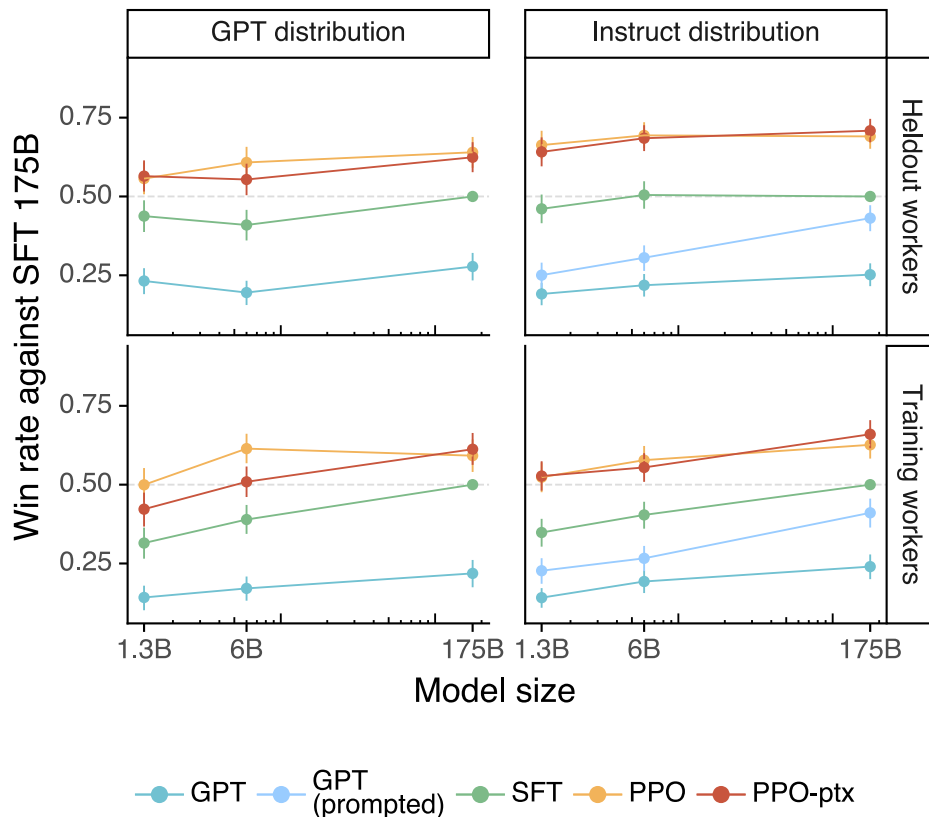 GPT distribution
Instruct distribution
Win rate against SFT 175B
0.75
0.50
0.25
Heldout workers
0.75
0.50
0.25
Training workers
1.3B
6B
175B
1.3B
6B
175B
Model size
GPT
GPT
(prompted)
SFT
PPO
PPO-ptx